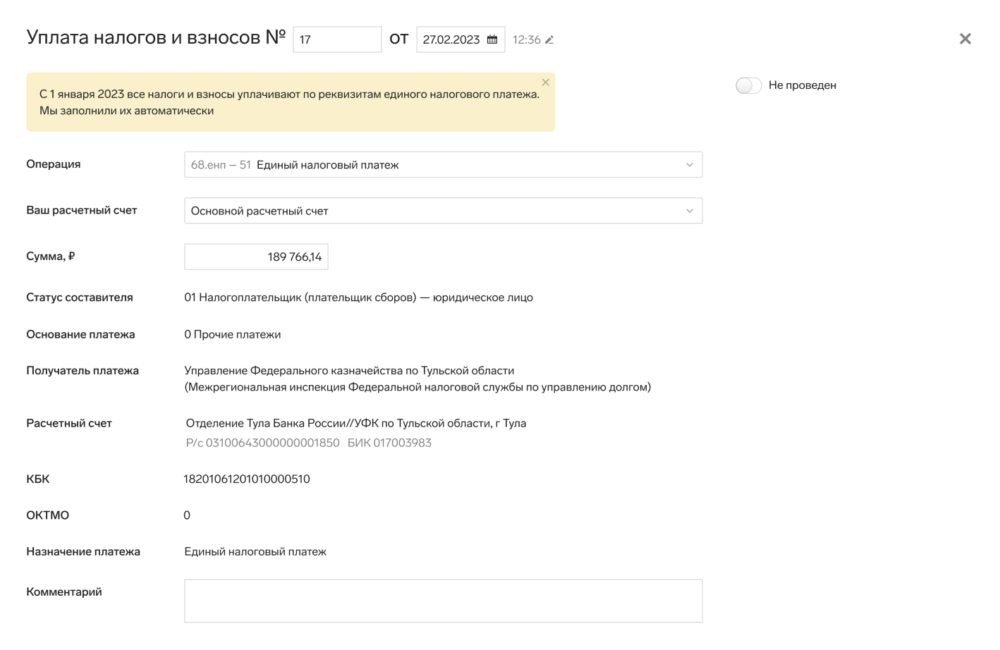 Уплата налогов и взносов № 17 от 27.02.2023 12:36
С 1 января 2023 все налоги и взносы уплачивают по реквизитам единого налогового платежа.
Мы заполнили их автоматически
Не проведен
Операция 68.енп – 51 Единый налоговый платеж
Ваш расчетный счет Основной расчетный счет
Сумма, ₽ 189 766,14
Статус составителя 01 Налогоплательщик (плательщик сборов) — юридическое лицо
Основание платежа 0 Прочие платежи
Получатель платежа Управление Федерального казначейства по Тульской области
(Межрегиональная инспекция Федеральной налоговой службы по управлению долгом)
Расчетный счет Отделение Тула Банка России//УФК по Тульской области, г Тула
Р/с 03100643000000001850 БИК 017003983
КБК 18201061201010000510
ОКТМО 0
Назначение платежа Единый налоговый платеж
Комментарий